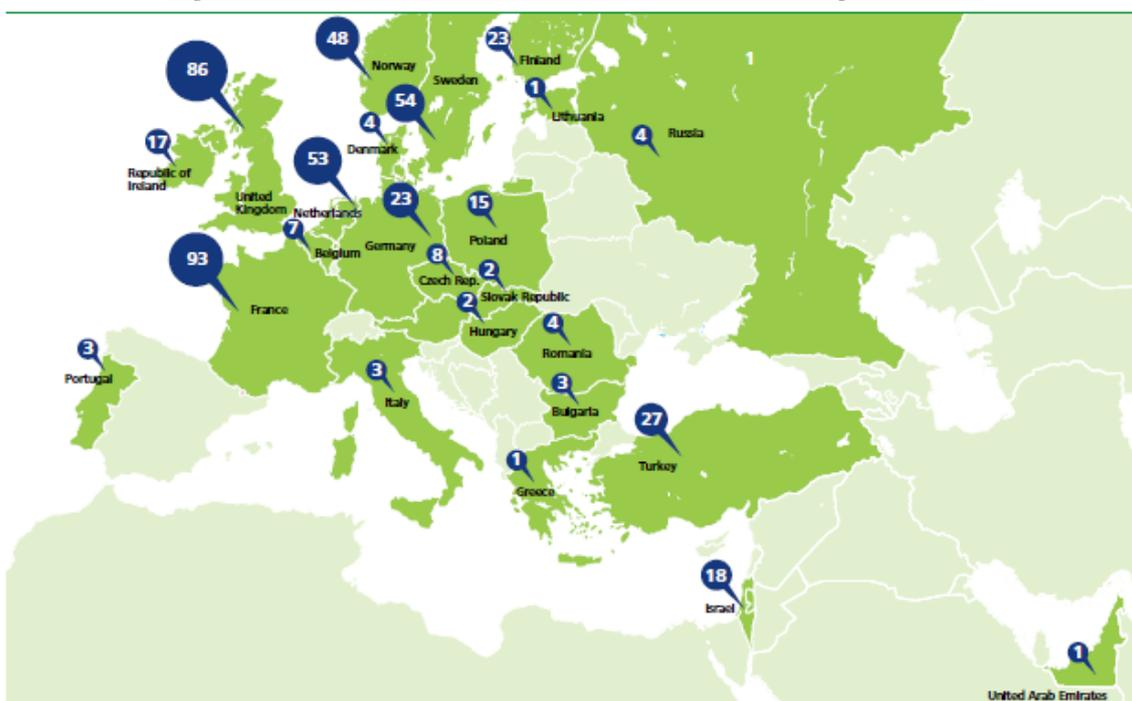 48
Norway
23
Finland
1
86
Sweden
1
Lithuania
54
4
Denmark
4
Russia
17
Republic of
Ireland
53
United
Kingdom
Netherlands
23
15
Poland
7
Belgium
Germany
8
Czech Rep.
2
Slovak Republic
93
France
2
Hungary
4
Romania
3
Portugal
3
Italy
3
Bulgaria
27
Turkey
1
Greece
18
Israel
1
United Arab Emirates